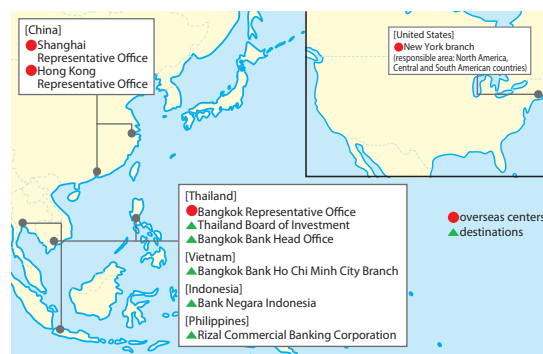 [China]
Shanghai
Representative Office
Hong Kong
Representative Office
[United States]
New York branch
(responsible area: North America,
Central and South American countries)
[Thailand]
Bangkok Representative Office
Thailand Board of Investment
Bangkok Bank Head Office
[Vietnam]
Bangkok Bank Ho Chi Minh City Branch
[Indonesia]
Bank Negara Indonesia
[Philippines]
Rizal Commercial Banking Corporation
overseas centers
destinations